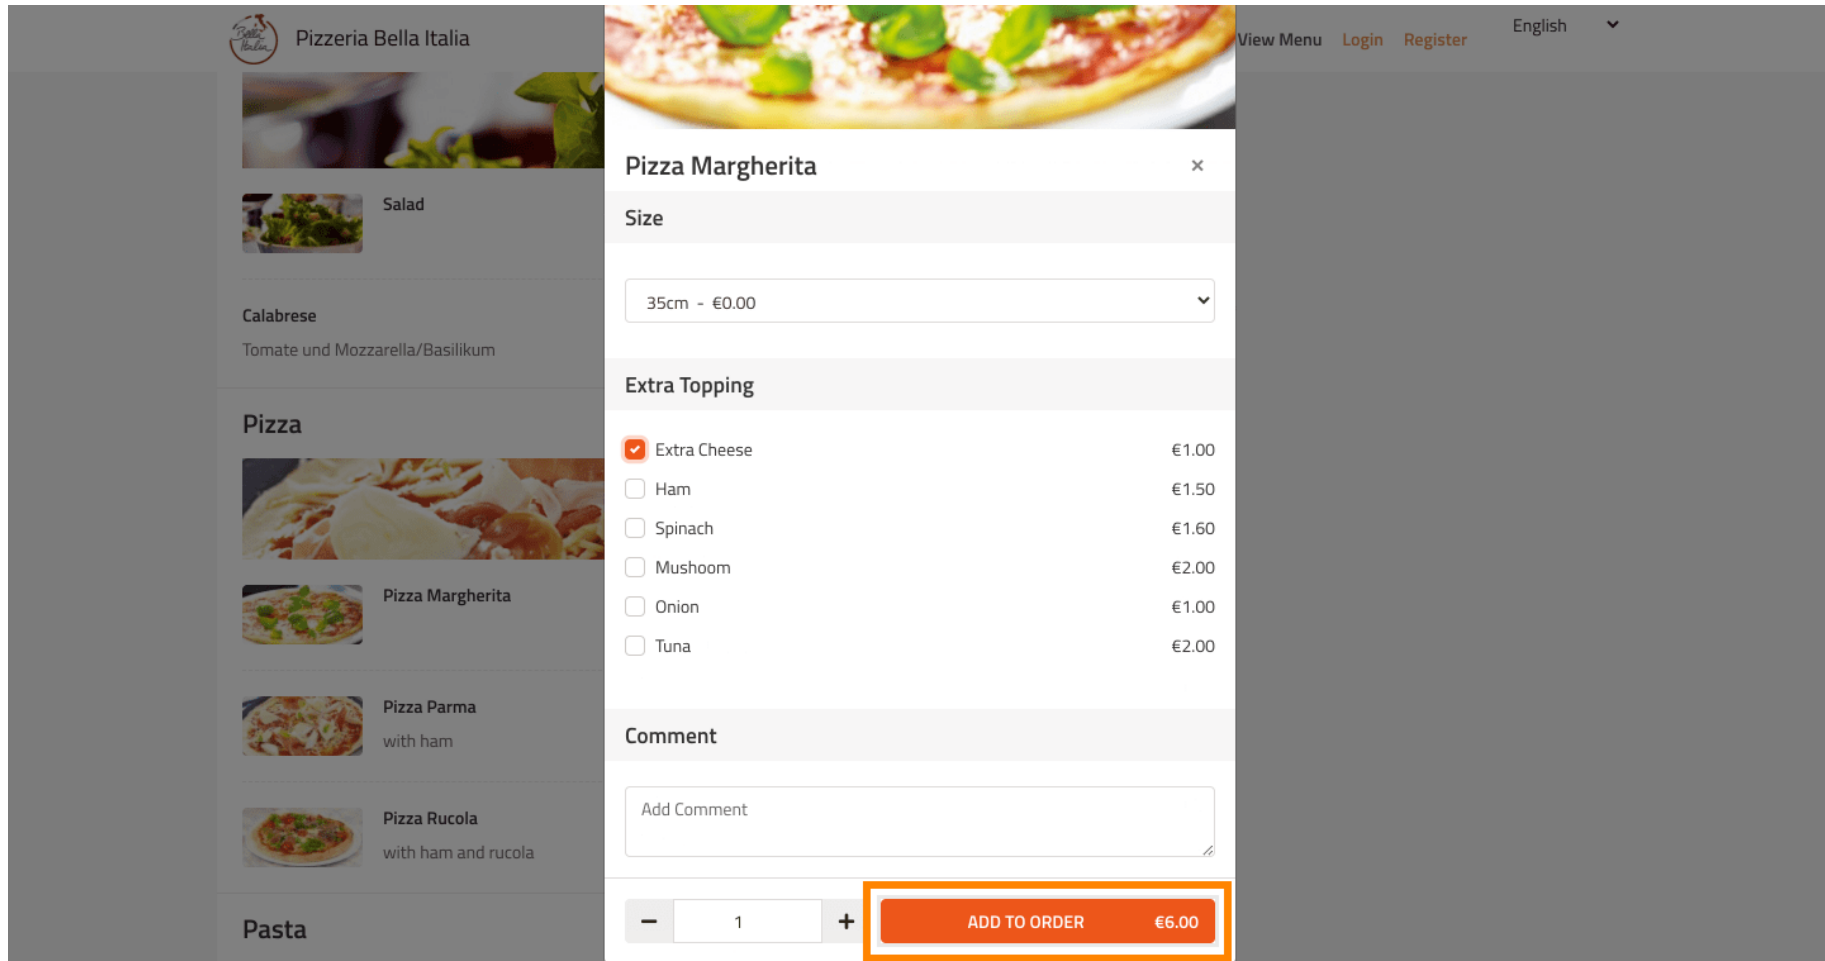 Bella
Italia
Pizzeria Bella Italia
View Menu Login Register
English
Salad
Calabrese
Tomate und Mozzarella/Basilikum
Pizza
Pizza Margherita
Pizza Parma
with ham
Pizza Rucola
with ham and rucola
Pasta
Pizza Margherita ×
Size
35cm - €0.00
Extra Topping
Extra Cheese €1.00
Ham €1.50
Spinach €1.60
Mushoom €2.00
Onion €1.00
Tuna €2.00
Comment
Add Comment
− 1 + ADD TO ORDER €6.00